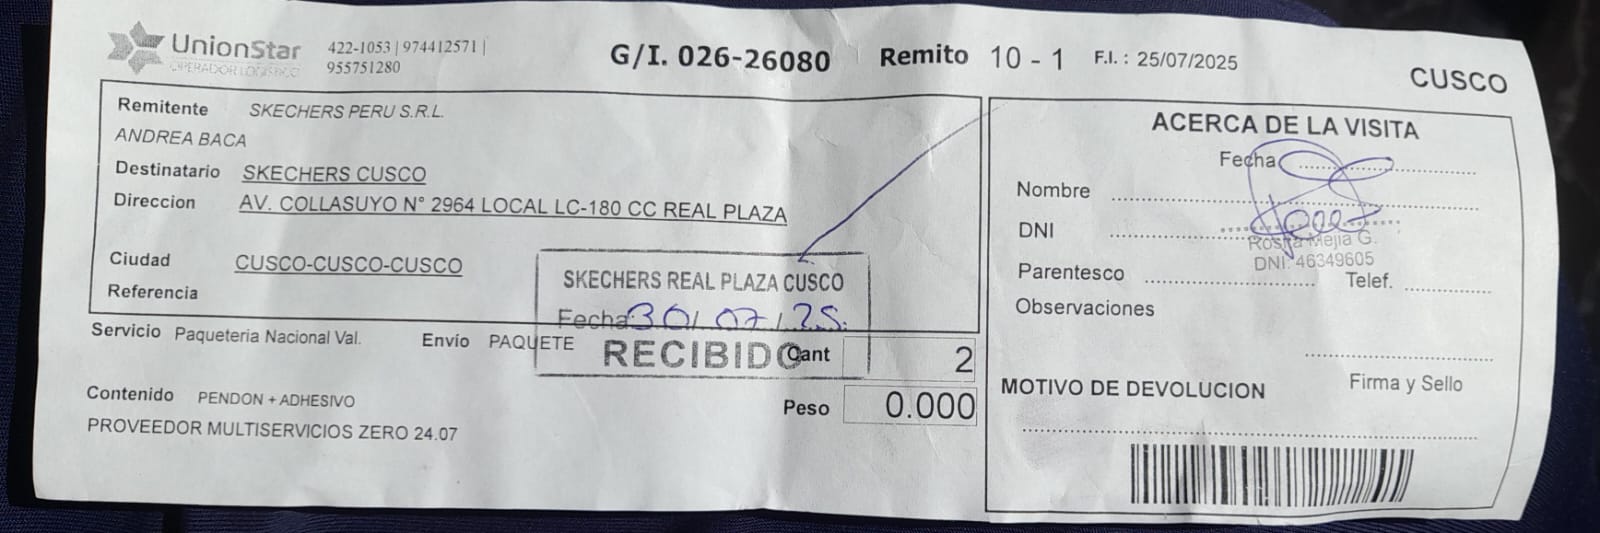 UnionStar
OPERADOR LOGISTICO
422-1053 | 974412571 |
955751280
G/I. 026-26080 Remito 10 - 1 F.I. : 25/07/2025
CUSCO
Remitente SKECHERS PERU S.R.L.
ANDREA BACA
Destinatario SKECHERS CUSCO
Direccion AV. COLLASUYO N° 2964 LOCAL LC-180 CC REAL PLAZA
Ciudad CUSCO-CUSCO-CUSCO
Referencia
SKECHERS REAL PLAZA CUSCO
Fecha 30/07/25.
RECIBIDO
Servicio Paqueteria Nacional Val. Envío PAQUETE Cant 2
Contenido PENDON + ADHESIVO Peso 0.000
PROVEEDOR MULTISERVICIOS ZERO 24.07
ACERCA DE LA VISITA
Fecha
Nombre
DNI
Rosita Mejia G.
DNI. 46349605
Parentesco Telef.
Observaciones
Firma y Sello
MOTIVO DE DEVOLUCION